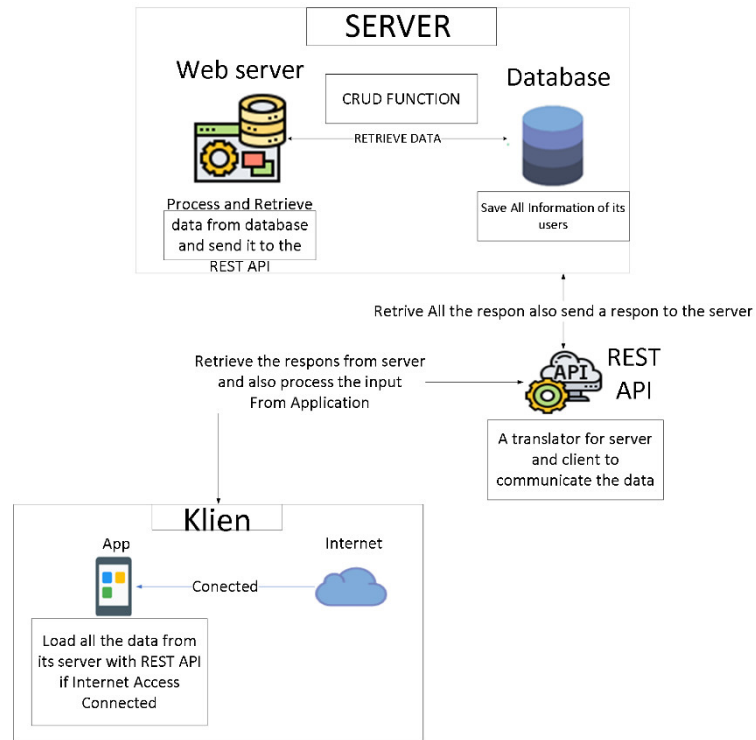 SERVER
Web server
Database
CRUD FUNCTION
RETRIEVE DATA
Process and Retrieve
data from database
and send it to the
REST API
Save All Information of its
users
Retrive All the respon also send a respon to the server
Retrieve the respons from server
and also process the input
From Application
API
REST
API
A translator for server
and client to
communicate the data
Klien
App
Internet
Conected
Load all the data from
its server with REST API
if Internet Access
Connected